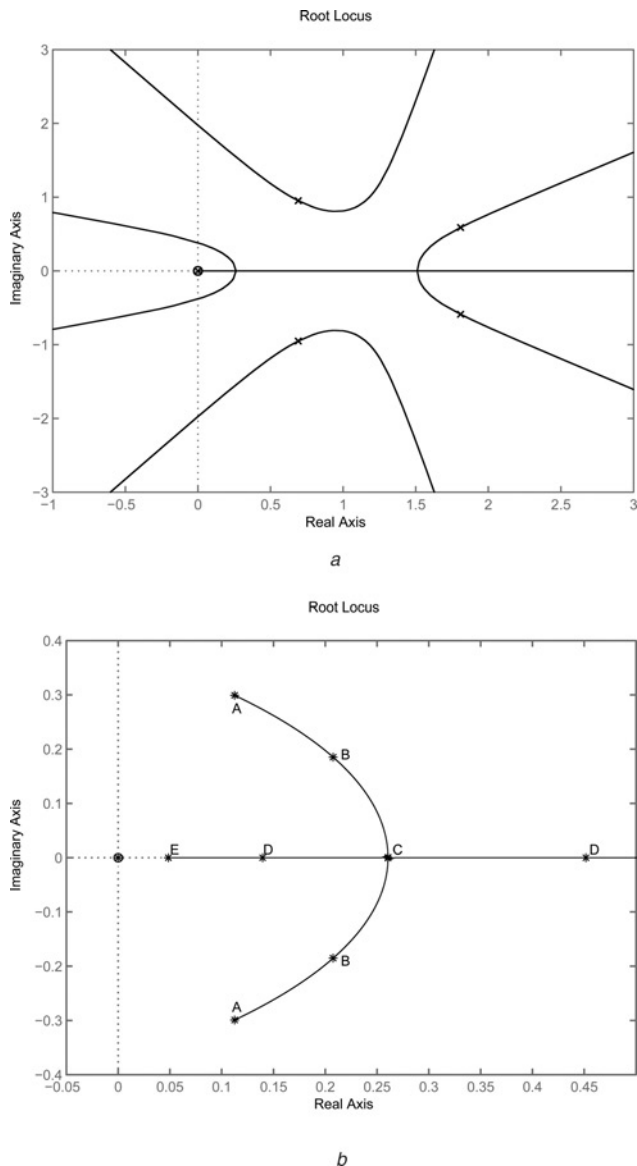 Root Locus
3
2
1
0
−1
−2
−3
Imaginary Axis
−1 −0.5 0 0.5 1 1.5 2 2.5 3
Real Axis
a
Root Locus
0.4
0.3
0.2
0.1
0
−0.1
−0.2
−0.3
−0.4
Imaginary Axis
A
B
E D C D
B
A
−0.05 0 0.05 0.1 0.15 0.2 0.25 0.3 0.35 0.4 0.45
Real Axis
b